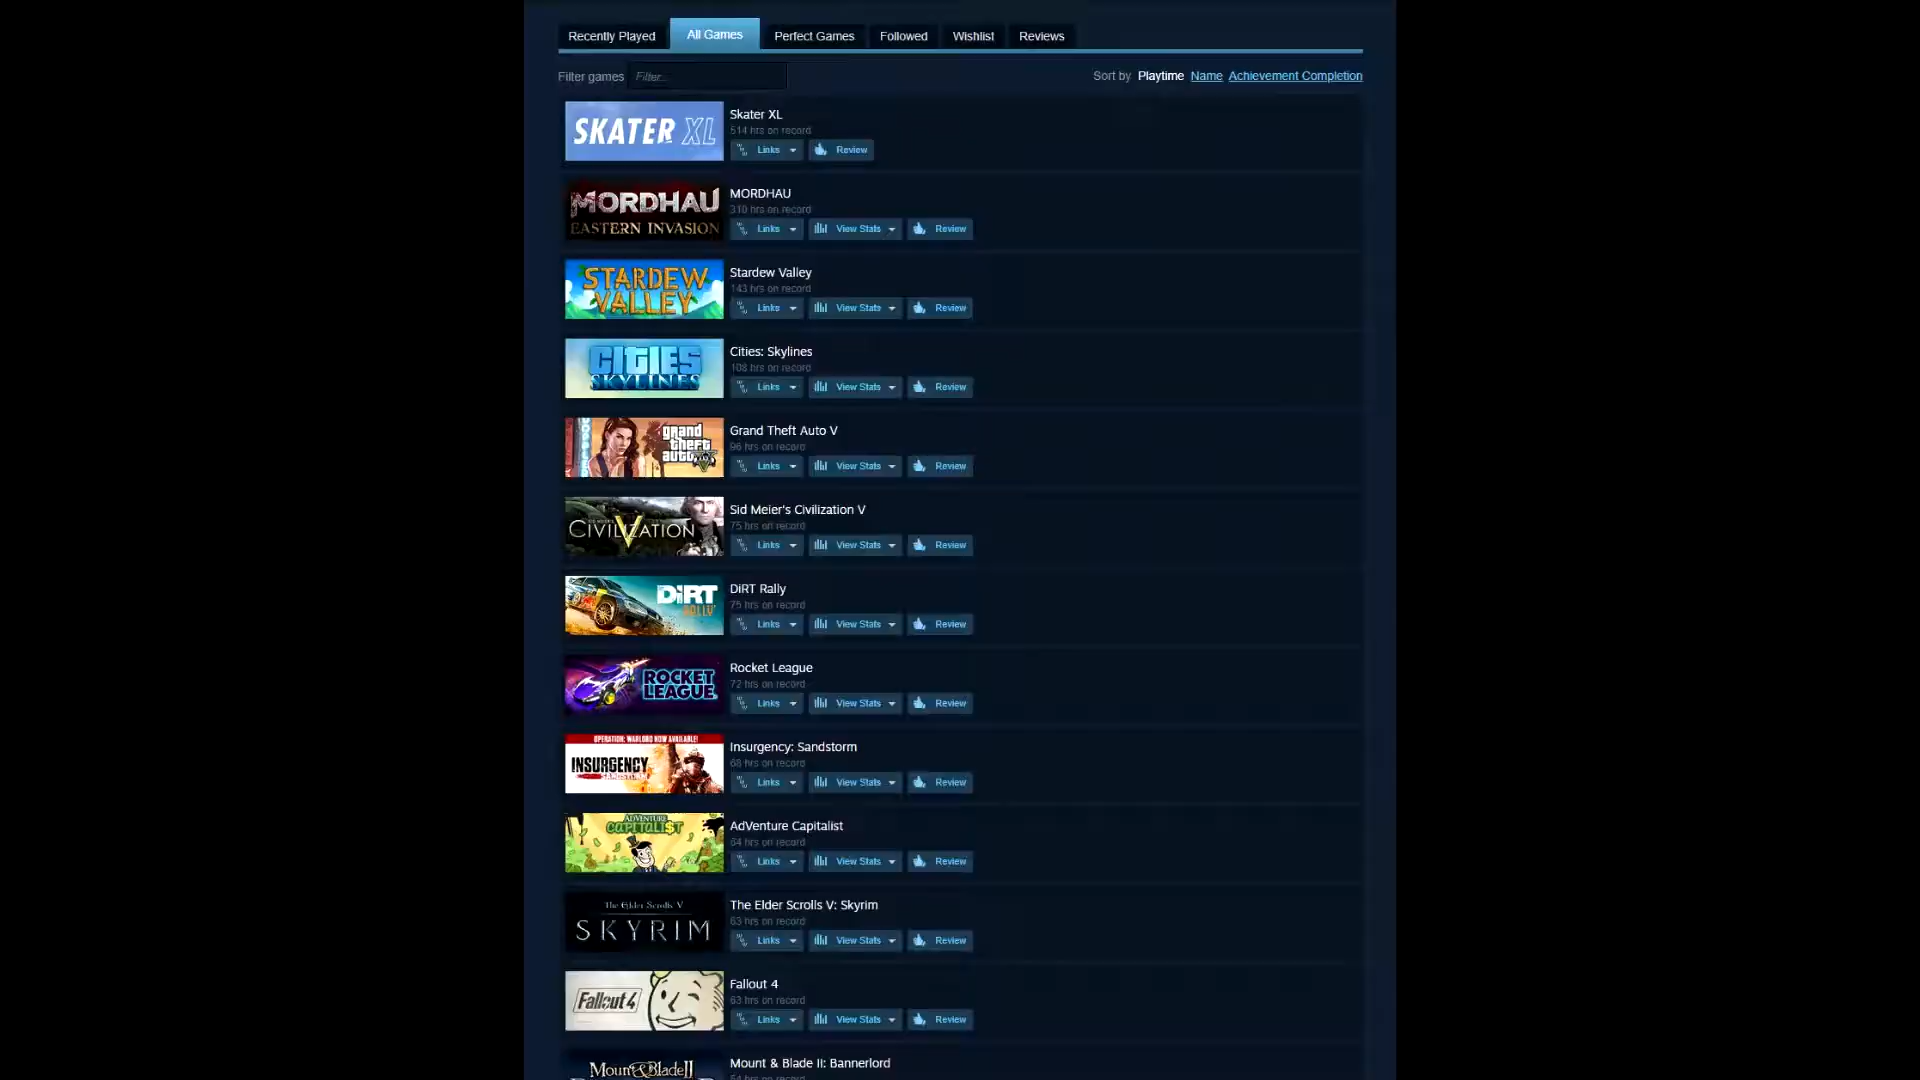 Recently Played All Games Perfect Games Followed Wishlist Reviews
Filter games Filter... Sort by Playtime Name Achievement Completion
SKATER XL
Skater XL
514 hrs on record
Links Review
MORDHAU
EASTERN INVASION
MORDHAU
310 hrs on record
Links View Stats Review
STARDEW
VALLEY
Stardew Valley
143 hrs on record
Links View Stats Review
CITIES
SKYLINES
Cities: Skylines
108 hrs on record
Links View Stats Review
grand
theft
auto V
Grand Theft Auto V
96 hrs on record
Links View Stats Review
CIVILIZATION V
Sid Meier's Civilization V
75 hrs on record
Links View Stats Review
DiRT
RALLY
DiRT Rally
75 hrs on record
Links View Stats Review
ROCKET
LEAGUE
Rocket League
72 hrs on record
Links View Stats Review
OPERATION: WARLORD NOW AVAILABLE!
INSURGENCY
SANDSTORM
Insurgency: Sandstorm
68 hrs on record
Links View Stats Review
ADVENTURE
CAPITALI$T
AdVenture Capitalist
64 hrs on record
Links View Stats Review
The Elder Scrolls V
SKYRIM
The Elder Scrolls V: Skyrim
63 hrs on record
Links View Stats Review
Fallout 4
Fallout 4
63 hrs on record
Links View Stats Review
Mount & Blade II
Mount & Blade II: Bannerlord